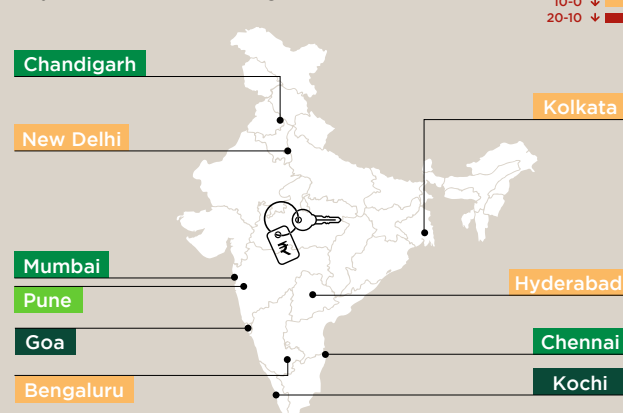 10-0 ↓
20-10 ↓
Chandigarh
Kolkata
New Delhi
Mumbai
Hyderabad
Pune
Goa
Chennai
Bengaluru
Kochi
₹